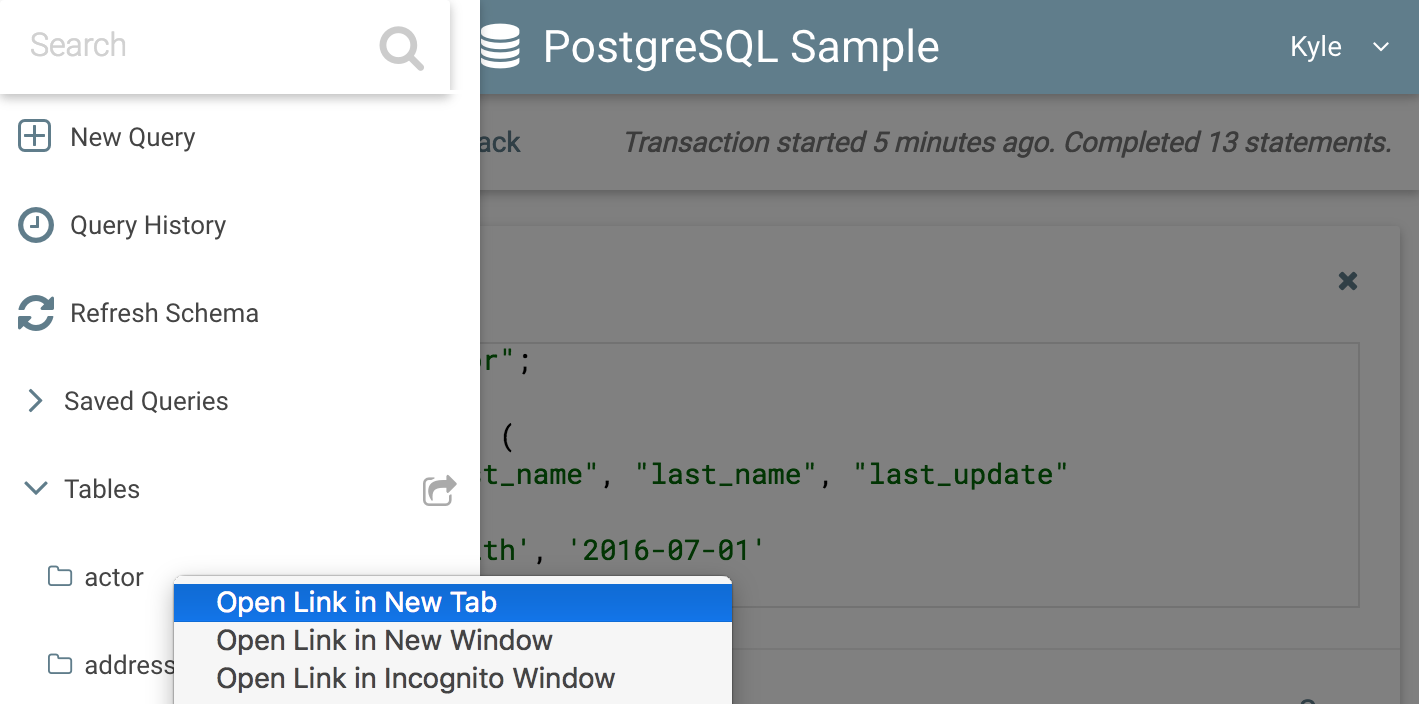 Search
PostgreSQL Sample
Kyle
New Query
ack
Transaction started 5 minutes ago. Completed 13 statements.
Query History
Refresh Schema
r";
Saved Queries
(
t_name", "last_name", "last_update"
Tables
th', '2016-07-01'
actor
Open Link in New Tab
Open Link in New Window
address
Open Link in Incognito Window